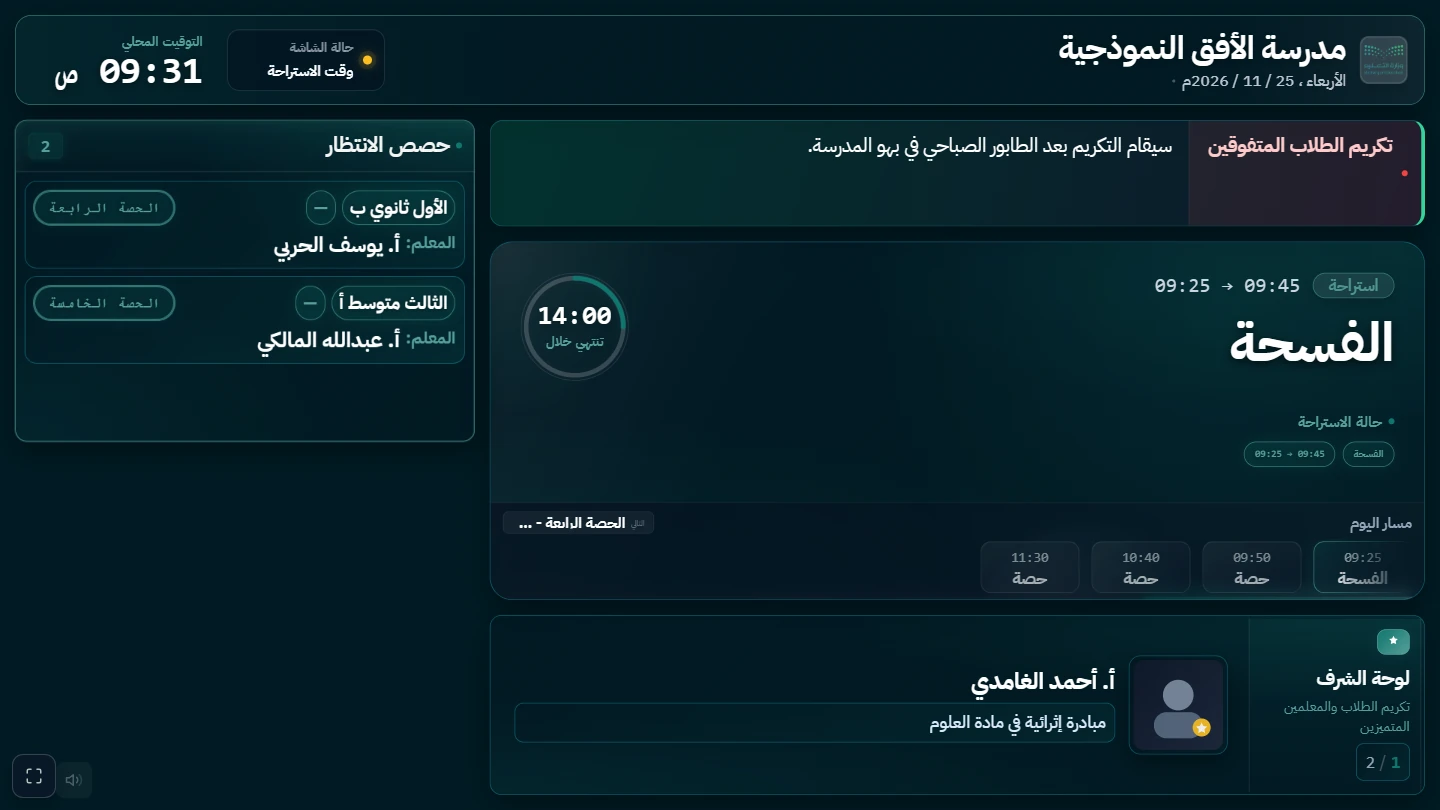 مدرسة الأفق النموذجية
الأربعاء ، 25 / 11 / 2026م
حالة الشاشة
وقت الاستراحة
التوقيت المحلي
09:31 ص
تكريم الطلاب المتفوقين
سيقام التكريم بعد الطابور الصباحي في بهو المدرسة.
استراحة
09:25 → 09:45
الفسحة
14:00
تنتهي خلال
حالة الاستراحة
الفسحة
09:25 → 09:45
مسار اليوم
التالي الحصة الرابعة - ...
09:25
الفسحة
09:50
حصة
10:40
حصة
11:30
حصة
لوحة الشرف
تكريم الطلاب والمعلمين
المتميزين
1 / 2
أ. أحمد الغامدي
مبادرة إثرائية في مادة العلوم
حصص الانتظار
2
الأول ثانوي ب
—
الحصة الرابعة
المعلم: أ. يوسف الحربي
الثالث متوسط أ
—
الحصة الخامسة
المعلم: أ. عبدالله المالكي